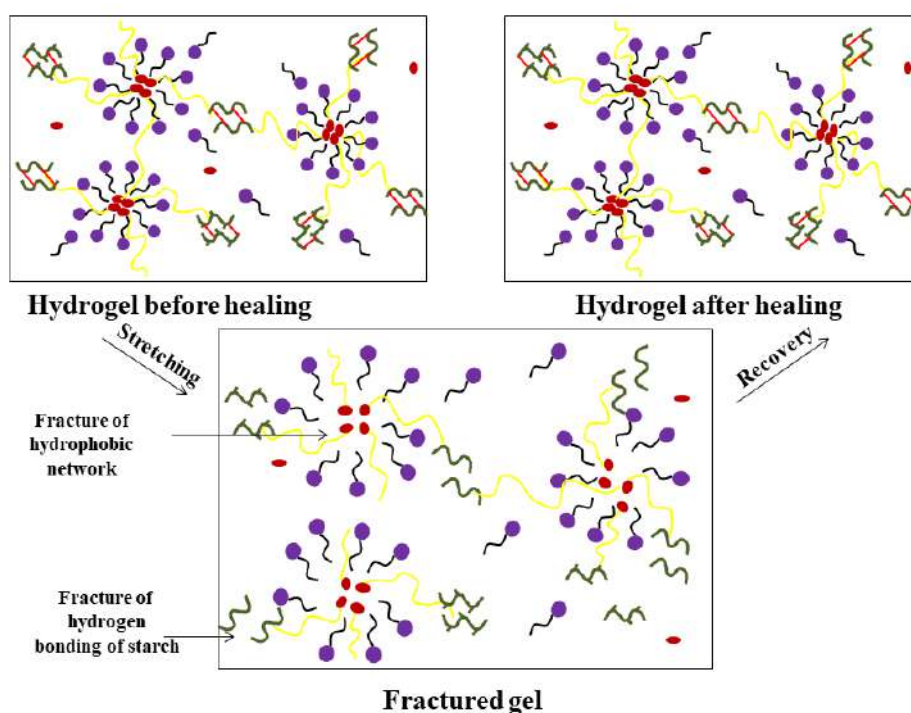 Hydrogel before healing
Hydrogel after healing
Stretching
Recovery
Fracture of
hydrophobic
network
Fracture of
hydrogen
bonding of starch
Fractured gel